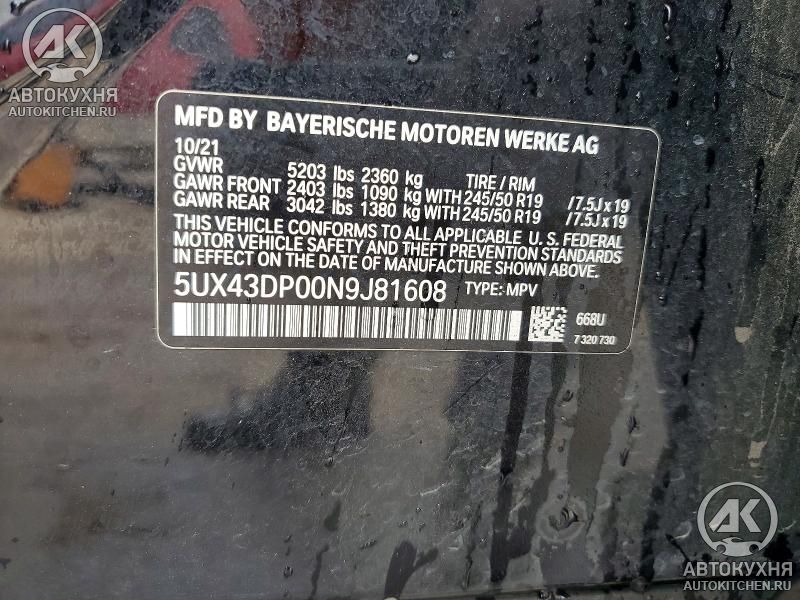 AK
АВТОКУХНЯ
AUTOKITCHEN.RU
MFD BY BAYERISCHE MOTOREN WERKE AG
10/21
GVWR 5203 lbs 2360 kg TIRE / RIM
GAWR FRONT 2403 lbs 1090 kg WITH 245/50 R19 /7.5J x 19
GAWR REAR 3042 lbs 1380 kg WITH 245/50 R19 /7.5J x 19
THIS VEHICLE CONFORMS TO ALL APPLICABLE U. S. FEDERAL
MOTOR VEHICLE SAFETY AND THEFT PREVENTION STANDARDS
IN EFFECT ON THE DATE OF MANUFACTURE SHOWN ABOVE.
5UX43DP00N9J81608 TYPE: MPV
668U
7 320 730
AK
АВТОКУХНЯ
AUTOKITCHEN.RU